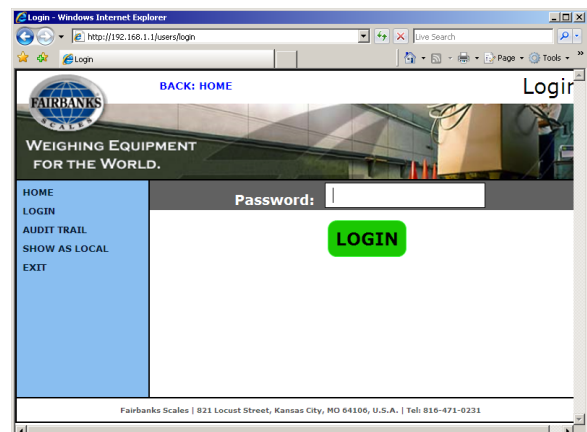 Login - Windows Internet Explorer
http://192.168.1.1/users/login
Live Search
Login
Page
Tools
»
BACK: HOME
Login
FAIRBANKS
SCALES
WEIGHING EQUIPMENT
FOR THE WORLD.
HOME
LOGIN
AUDIT TRAIL
SHOW AS LOCAL
EXIT
Password:
LOGIN
Fairbanks Scales | 821 Locust Street, Kansas City, MO 64106, U.S.A. | Tel: 816-471-0231